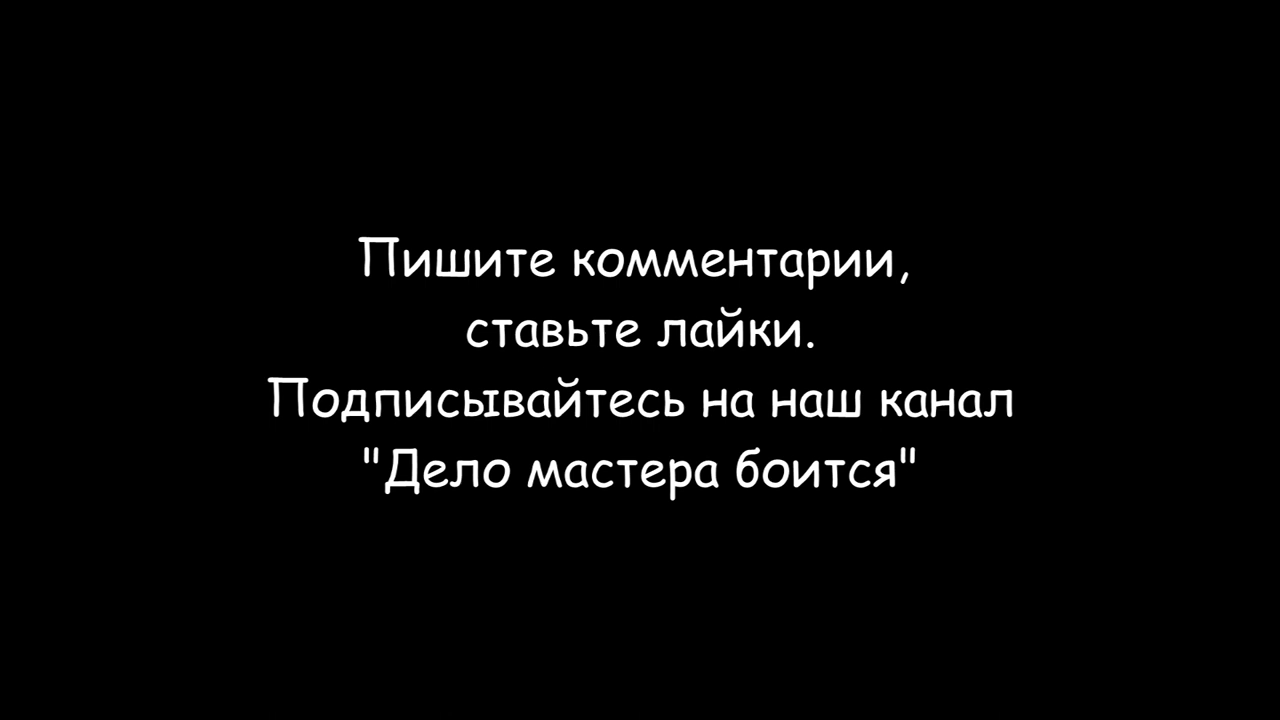 Пишите комментарии,
ставьте лайки.
Подписывайтесь на наш канал
"Дело мастера боится"